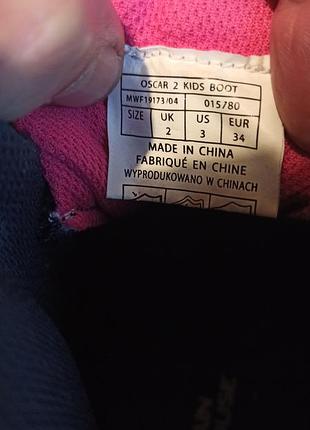 OSCAR 2 KIDS BOOT
MWF19173/04 015/80
SIZE UK 2 US 3 EUR 34
MADE IN CHINA
FABRIQUÉ EN CHINE
WYPRODUKOWANO W CHINACH